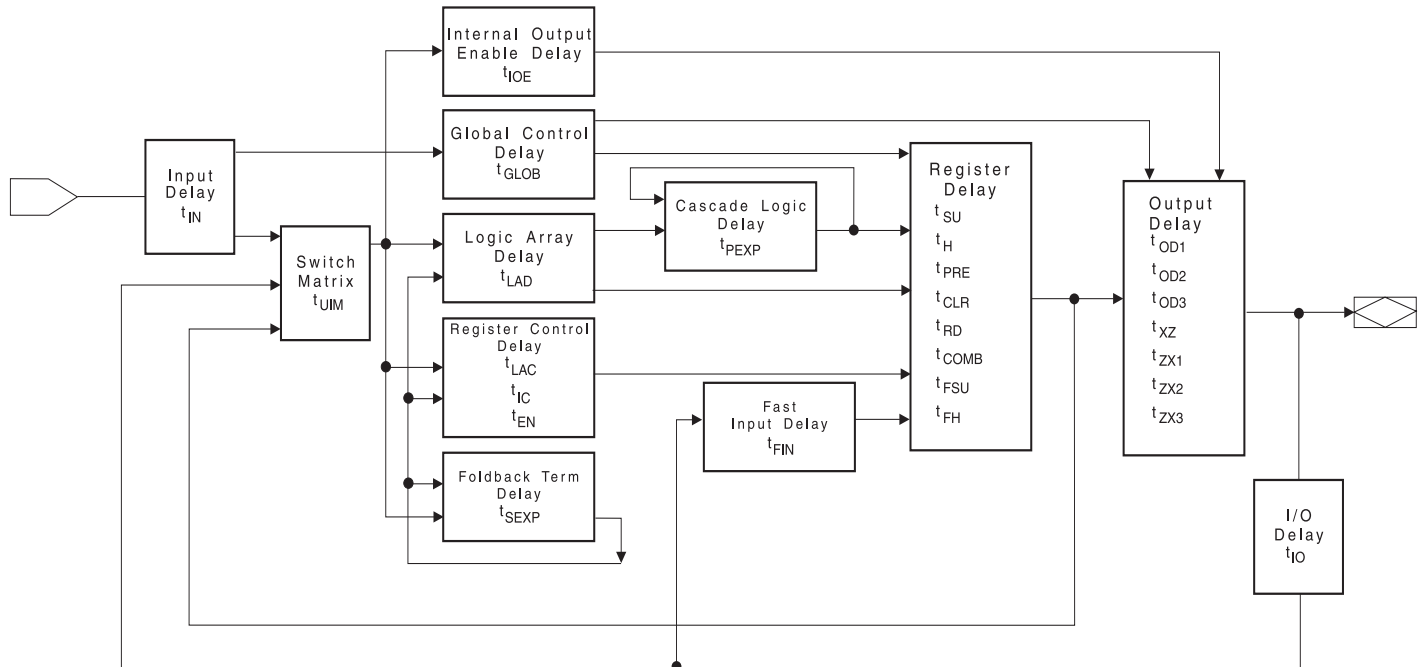 Internal Output
Enable Delay
tIOE
Global Control
Delay
tGLOB
Input
Delay
tIN
Switch
Matrix
tUIM
Logic Array
Delay
tLAD
Cascade Logic
Delay
tPEXP
Register Control
Delay
tLAC
tIC
tEN
Foldback Term
Delay
tSEXP
Fast
Input Delay
tFIN
Register
Delay
tSU
tH
tPRE
tCLR
tRD
tCOMB
tFSU
tFH
Output
Delay
tOD1
tOD2
tOD3
tXZ
tZX1
tZX2
tZX3
I/O
Delay
tIO